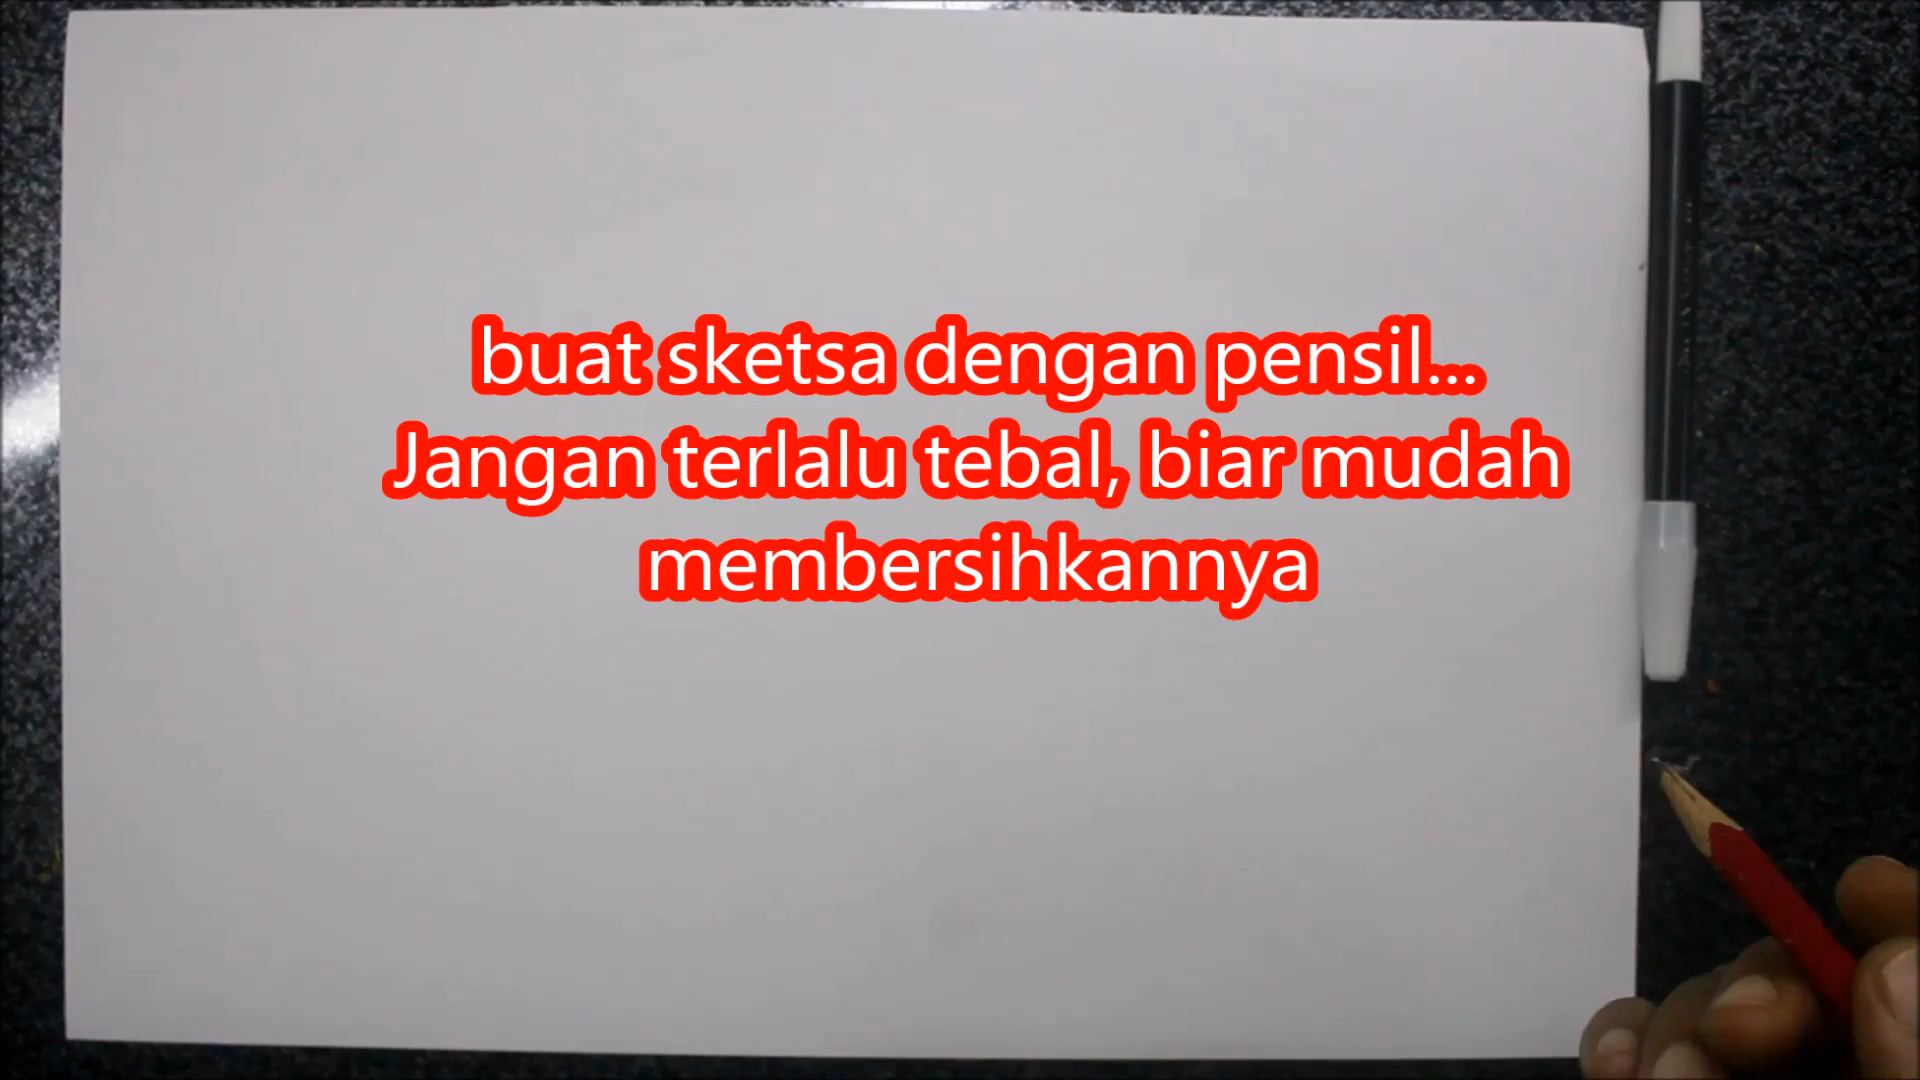 buat sketsa dengan pensil...
Jangan terlalu tebal, biar mudah
membersihkannya